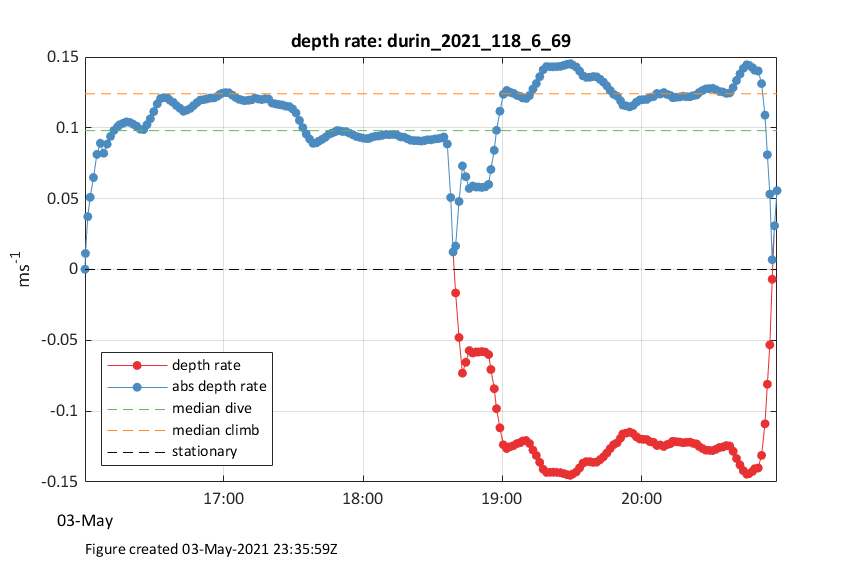 depth rate: durin_2021_118_6_69
0.15
0.1
0.05
0
-0.05
-0.1
-0.15
ms-1
depth rate
abs depth rate
median dive
median climb
stationary
17:00
18:00
19:00
20:00
03-May
Figure created 03-May-2021 23:35:59Z